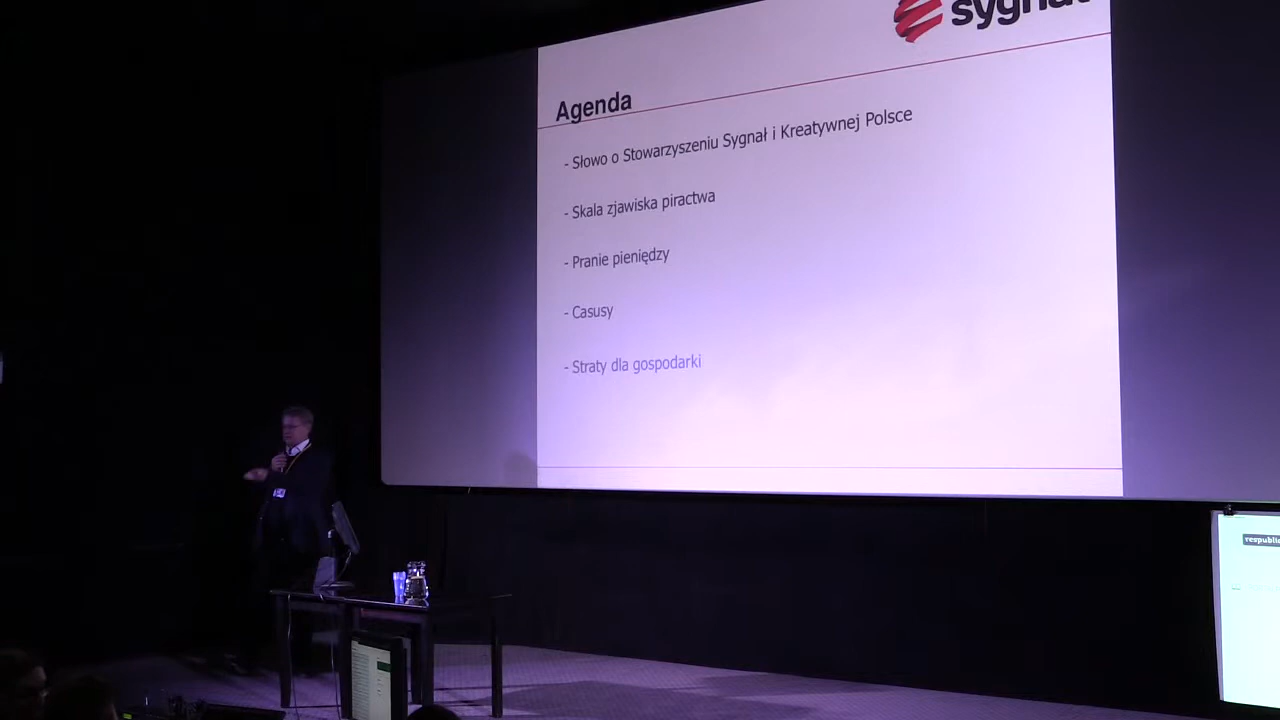 sygnał
Agenda
- Słowo o Stowarzyszeniu Sygnał i Kreatywnej Polsce
- Skala zjawiska piractwa
- Pranie pieniędzy
- Casusy
- Straty dla gospodarki